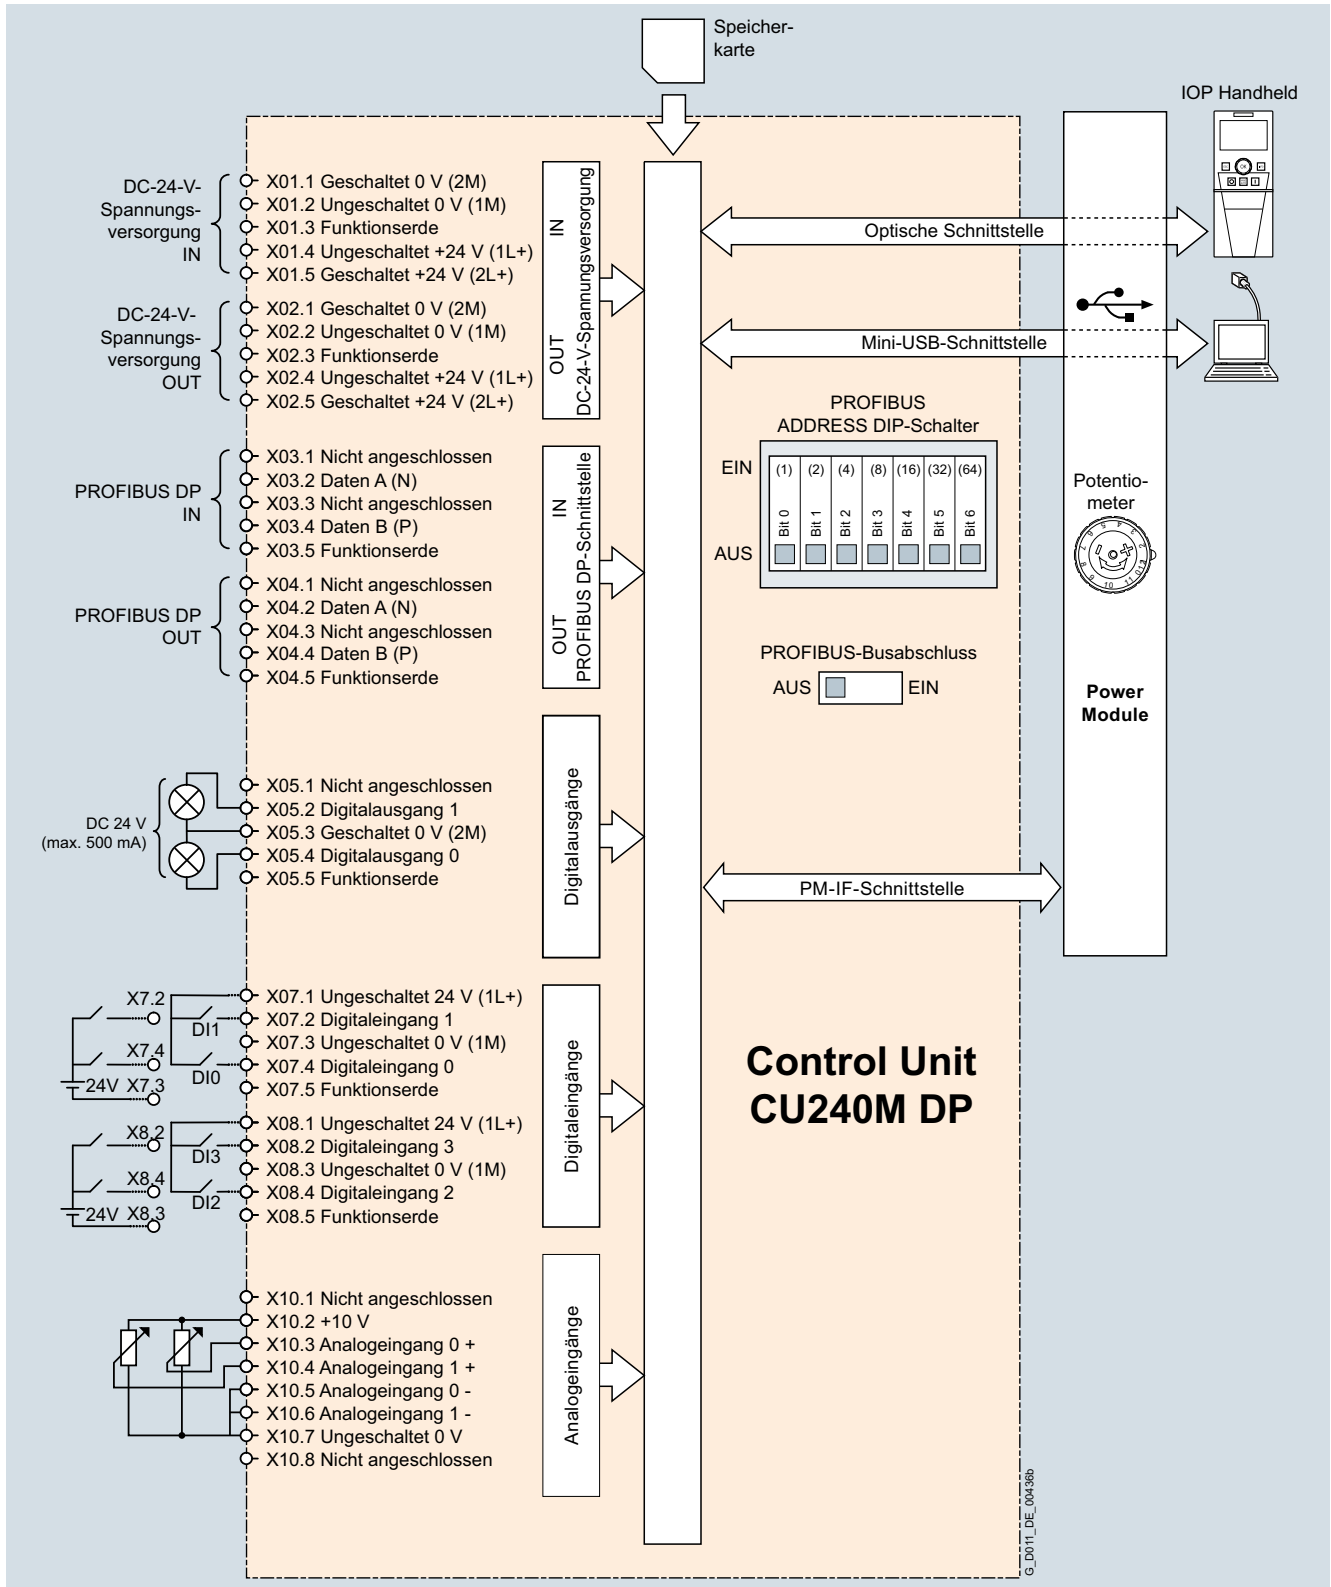 Speicher-
karte
IOP Handheld
DC-24-V-
Spannungs-
versorgung
IN
X01.1 Geschaltet 0 V (2M)
X01.2 Ungeschaltet 0 V (1M)
X01.3 Funktionserde
X01.4 Ungeschaltet +24 V (1L+)
X01.5 Geschaltet +24 V (2L+)
DC-24-V-
Spannungs-
versorgung
OUT
X02.1 Geschaltet 0 V (2M)
X02.2 Ungeschaltet 0 V (1M)
X02.3 Funktionserde
X02.4 Ungeschaltet +24 V (1L+)
X02.5 Geschaltet +24 V (2L+)
OUT IN
DC-24-V-Spannungsversorgung
Optische Schnittstelle
Mini-USB-Schnittstelle
PROFIBUS DP
IN
X03.1 Nicht angeschlossen
X03.2 Daten A (N)
X03.3 Nicht angeschlossen
X03.4 Daten B (P)
X03.5 Funktionserde
PROFIBUS DP
OUT
X04.1 Nicht angeschlossen
X04.2 Daten A (N)
X04.3 Nicht angeschlossen
X04.4 Daten B (P)
X04.5 Funktionserde
OUT IN
PROFIBUS DP-Schnittstelle
PROFIBUS
ADDRESS DIP-Schalter
EIN
(1) (2) (4) (8) (16) (32) (64)
Bit 0 Bit 1 Bit 2 Bit 3 Bit 4 Bit 5 Bit 6
AUS
PROFIBUS-Busabschluss
AUS EIN
Potentio-
meter
Power
Module
DC 24 V
(max. 500 mA)
X05.1 Nicht angeschlossen
X05.2 Digitalausgang 1
X05.3 Geschaltet 0 V (2M)
X05.4 Digitalausgang 0
X05.5 Funktionserde
Digitalausgänge
PM-IF-Schnittstelle
X7.2
DI1
X7.4
DI0
24V X7.3
X07.1 Ungeschaltet 24 V (1L+)
X07.2 Digitaleingang 1
X07.3 Ungeschaltet 0 V (1M)
X07.4 Digitaleingang 0
X07.5 Funktionserde
X8.2
DI3
X8.4
DI2
24V X8.3
X08.1 Ungeschaltet 24 V (1L+)
X08.2 Digitaleingang 3
X08.3 Ungeschaltet 0 V (1M)
X08.4 Digitaleingang 2
X08.5 Funktionserde
Digitaleingänge
Control Unit
CU240M DP
X10.1 Nicht angeschlossen
X10.2 +10 V
X10.3 Analogeingang 0 +
X10.4 Analogeingang 1 +
X10.5 Analogeingang 0 -
X10.6 Analogeingang 1 -
X10.7 Ungeschaltet 0 V
X10.8 Nicht angeschlossen
Analogeingänge
G_D011_DE_00436b